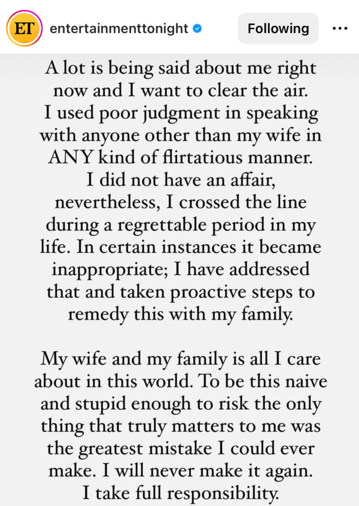 ET
entertainmenttonight
Following
A lot is being said about me right
now and I want to clear the air.
I used poor judgment in speaking
with anyone other than my wife in
ANY kind of flirtatious manner.
I did not have an affair,
nevertheless, I crossed the line
during a regrettable period in my
life. In certain instances it became
inappropriate; I have addressed
that and taken proactive steps to
remedy this with my family.
My wife and my family is all I care
about in this world. To be this naive
and stupid enough to risk the only
thing that truly matters to me was
the greatest mistake I could ever
make. I will never make it again.
I take full responsibility.